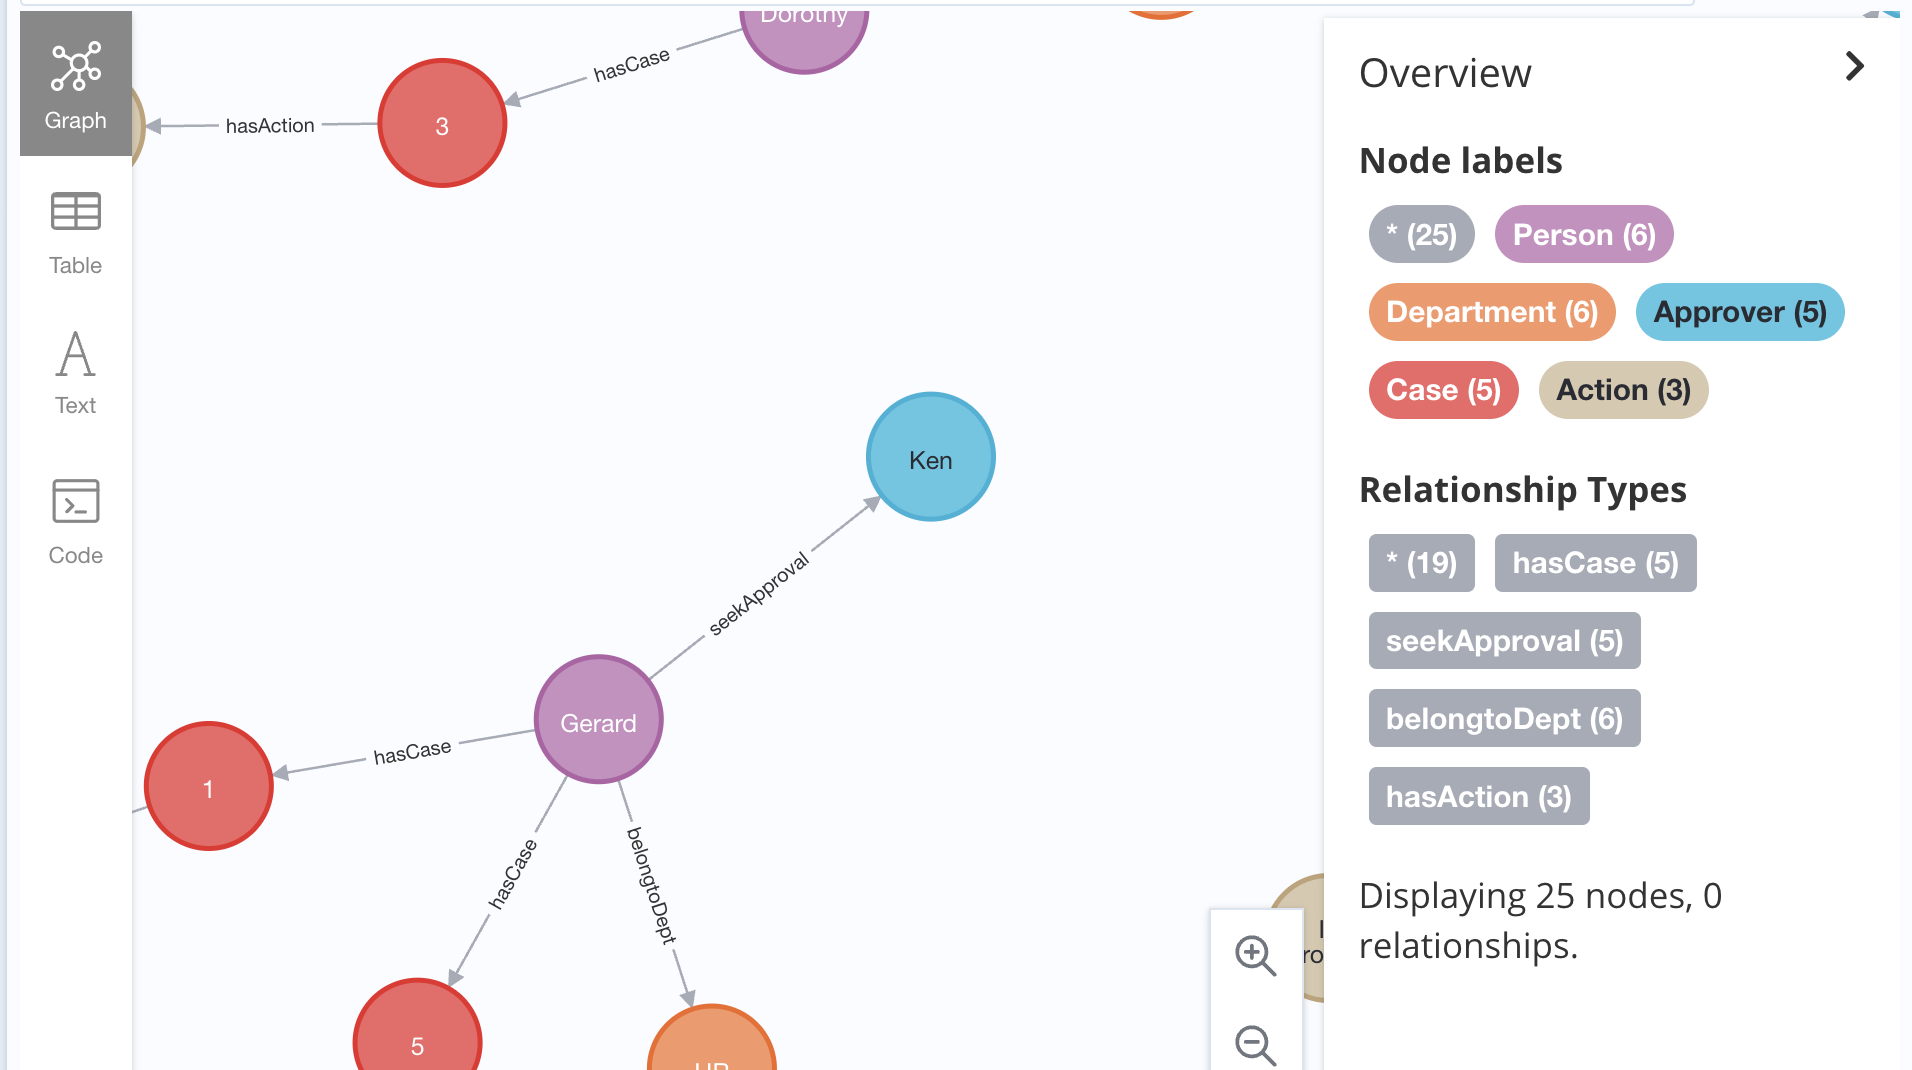 Graph
Table
Text
Code
Dorothy
hasCase
3
hasAction
Ken
seekApproval
Gerard
hasCase
1
hasCase
belongtoDept
5
HR
Overview
Node labels
* (25) Person (6)
Department (6) Approver (5)
Case (5) Action (3)
Relationship Types
* (19) hasCase (5)
seekApproval (5)
belongtoDept (6)
hasAction (3)
Displaying 25 nodes, 0
relationships.